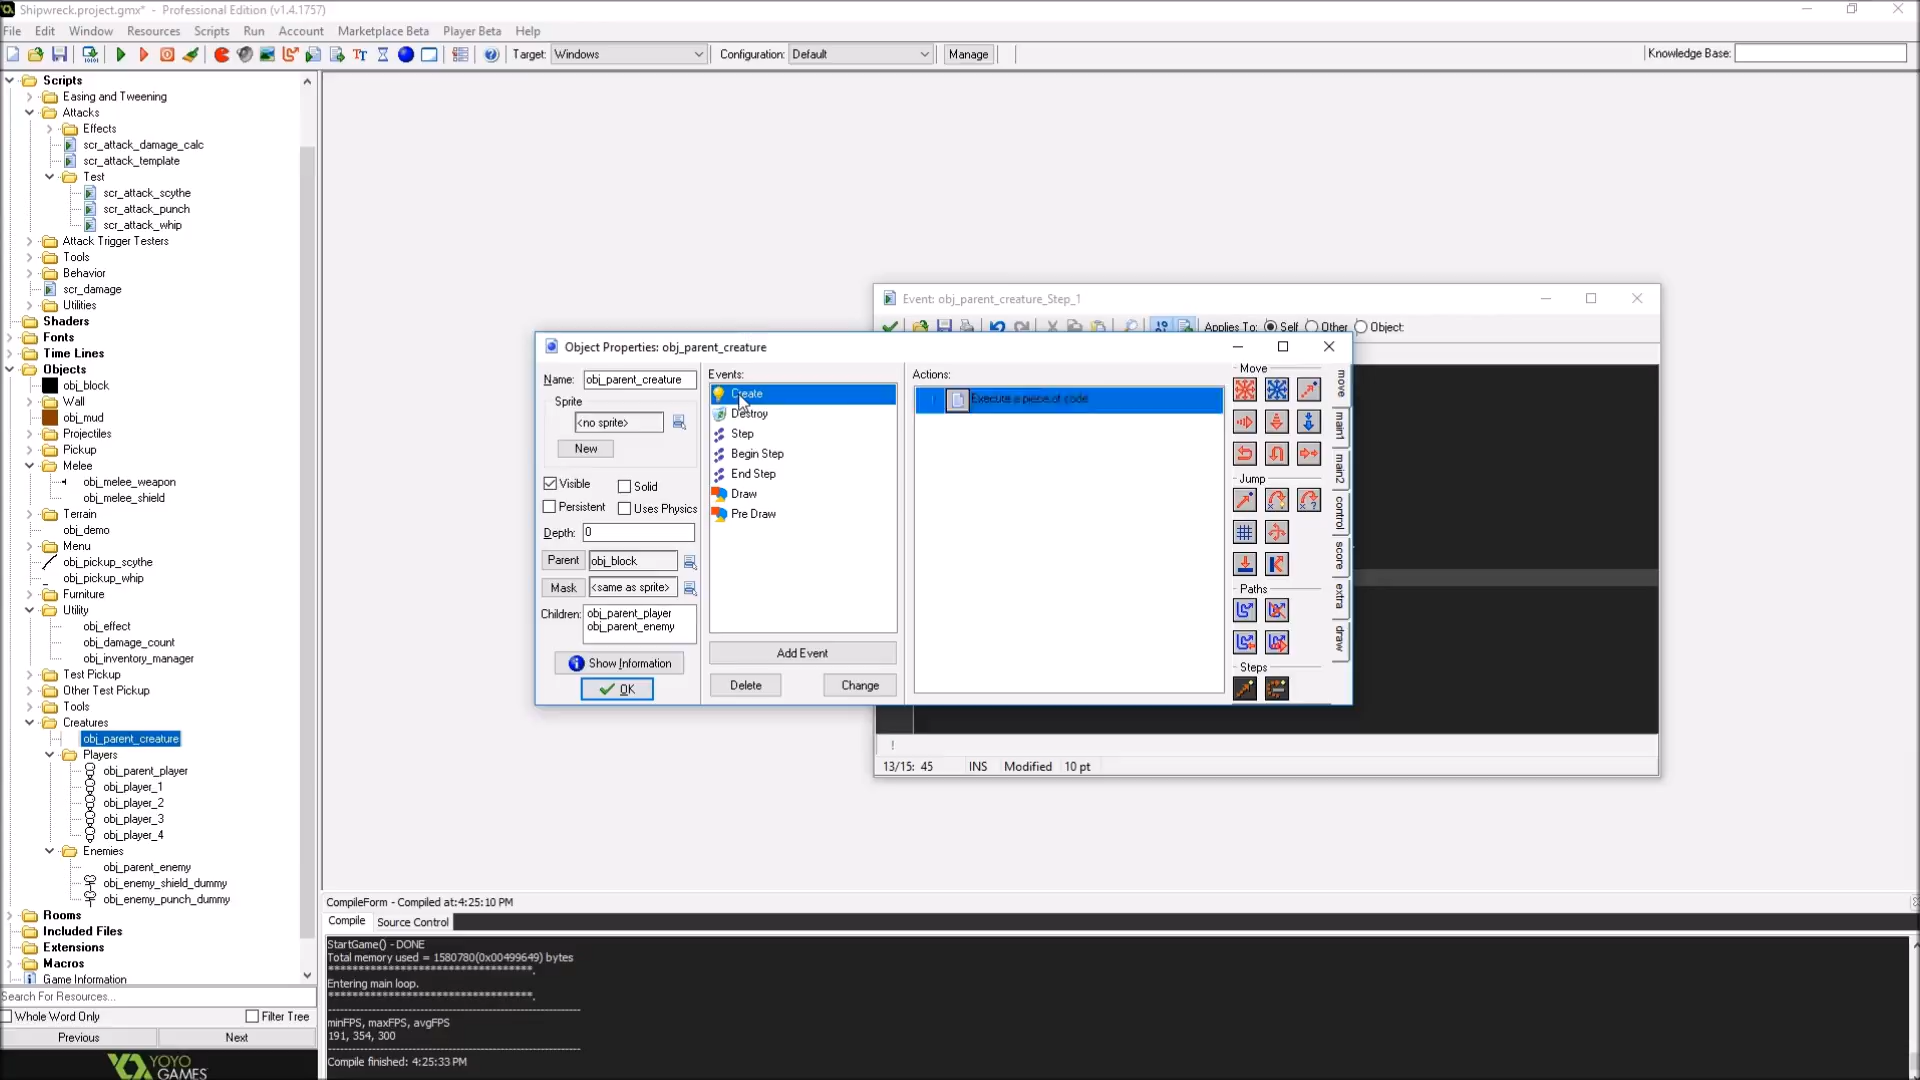 Shipwreck.project.gmx* - Professional Edition (v1.4.1757)
File Edit Window Resources Scripts Run Account Marketplace Beta Player Beta Help
Target: Windows Configuration: Default Manage Knowledge Base:
Scripts
Easing and Tweening
Attacks
Effects
scr_attack_damage_calc
scr_attack_template
Test
scr_attack_scythe
scr_attack_punch
scr_attack_whip
Attack Trigger Testers
Tools
Behavior
scr_damage
Utilities
Shaders
Fonts
Time Lines
Objects
obj_block
Wall
obj_mud
Projectiles
Pickup
Melee
obj_melee_weapon
obj_melee_shield
Terrain
obj_demo
Menu
obj_pickup_scythe
obj_pickup_whip
Furniture
Utility
obj_effect
obj_damage_count
obj_inventory_manager
Test Pickup
Other Test Pickup
Tools
Creatures
obj_parent_creature
Players
obj_parent_player
obj_player_1
obj_player_2
obj_player_3
obj_player_4
Enemies
obj_parent_enemy
obj_enemy_shield_dummy
obj_enemy_punch_dummy
Rooms
Included Files
Extensions
Macros
Game Information
Search For Resources...
Whole Word Only Filter Tree
Previous Next
YOYO
GAMES
Event: obj_parent_creature_Step_1
Applies To: Self Other Object:
13/15: 45 INS Modified 10 pt
Object Properties: obj_parent_creature
Name: obj_parent_creature
Sprite
<no sprite>
New
Visible Solid
Persistent Uses Physics
Depth: 0
Parent obj_block
Mask <same as sprite>
Children: obj_parent_player
obj_parent_enemy
Show Information
OK
Events:
Create
Destroy
Step
Begin Step
End Step
Draw
Pre Draw
Add Event
Delete Change
Actions:
Execute a piece of code
Move
Jump
Paths
Steps
move
main1
main2
control
score
extra
draw
CompileForm - Compiled at:4:25:10 PM
Compile Source Control
StartGame() - DONE
Total memory used = 1580780(0x00499649) bytes
**********************************.
Entering main loop.
**********************************.
minFPS, maxFPS, avgFPS
191, 354, 300
Compile finished: 4:25:33 PM